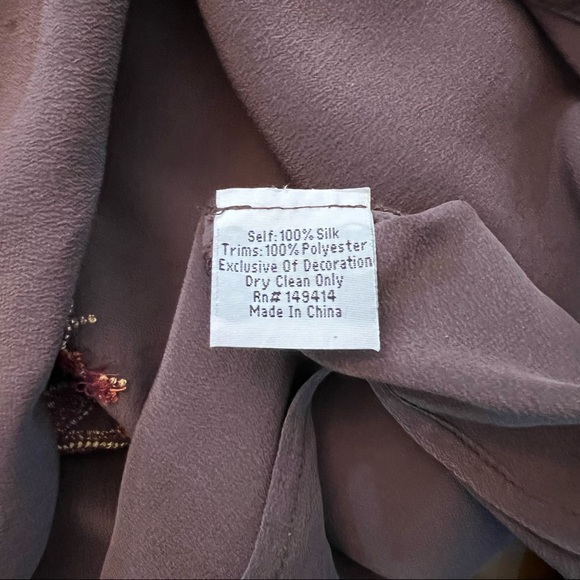 Self: 100% Silk
Trims: 100% Polyester
Exclusive Of Decoration
Dry Clean Only
Rn# 149414
Made In China